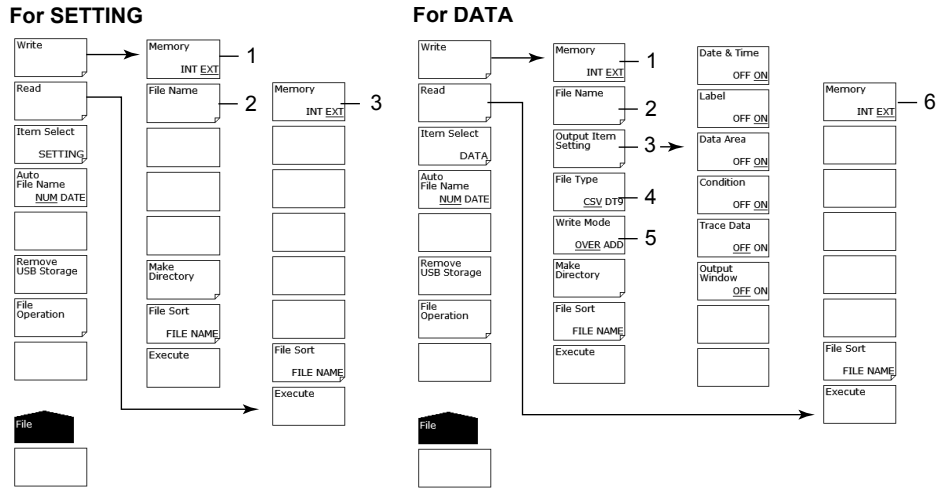 For SETTING
Write
Read
Item Select
SETTING
Auto
File Name
NUM DATE
Remove
USB Storage
File
Operation
File
Memory
INT EXT
1
File Name
2
Make
Directory
File Sort
FILE NAME
Execute
Memory
INT EXT
3
File Sort
FILE NAME
Execute
For DATA
Write
Read
Item Select
DATA
Auto
File Name
NUM DATE
Remove
USB Storage
File
Operation
File
Memory
INT EXT
1
File Name
2
Output Item
Setting
3
File Type
CSV DT9
4
Write Mode
OVER ADD
5
Make
Directory
File Sort
FILE NAME
Execute
Date & Time
OFF ON
Label
OFF ON
Data Area
OFF ON
Condition
OFF ON
Trace Data
OFF ON
Output
Window
OFF ON
Memory
INT EXT
6
File Sort
FILE NAME
Execute